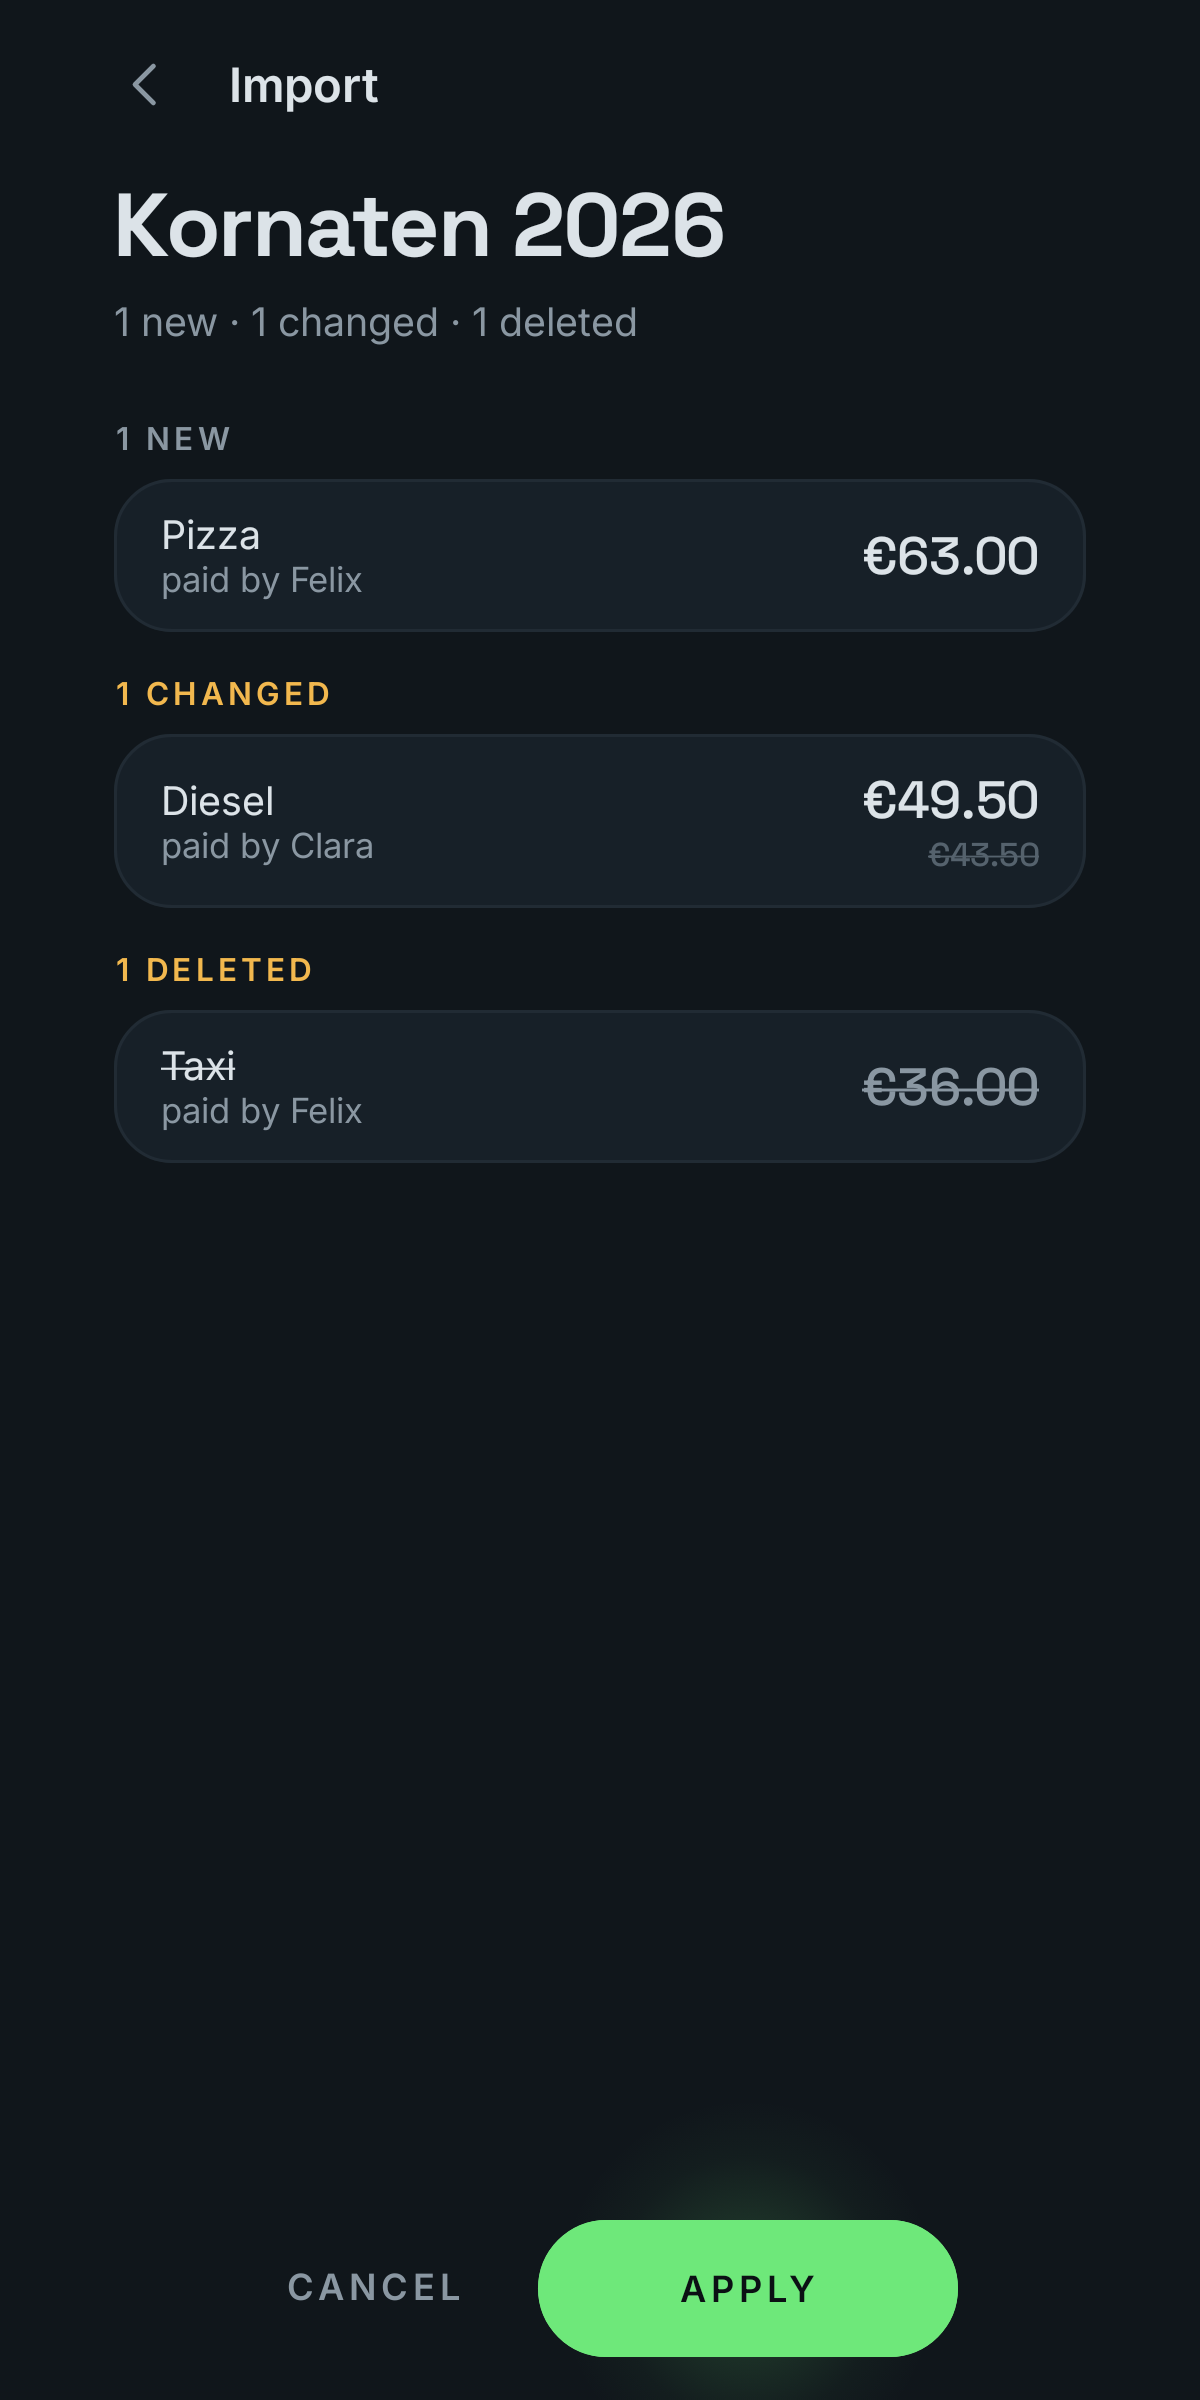 Import
Kornaten 2026
1 new · 1 changed · 1 deleted
1 NEW
Pizza
paid by Felix
€63.00
1 CHANGED
Diesel
paid by Clara
€49.50
€43.50
1 DELETED
Taxi
paid by Felix
€36.00
CANCEL
APPLY